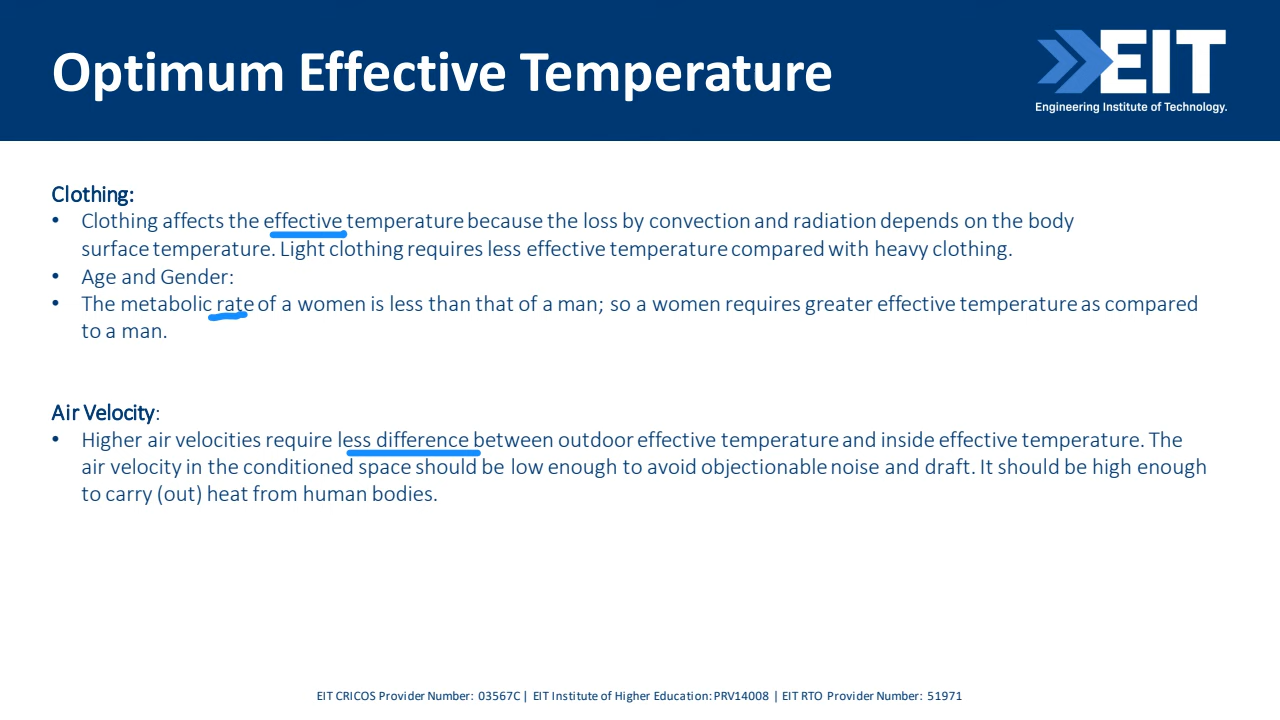 Optimum Effective Temperature
EIT
Engineering Institute of Technology.
Clothing:
• Clothing affects the effective temperature because the loss by convection and radiation depends on the body
surface temperature. Light clothing requires less effective temperature compared with heavy clothing.
• Age and Gender:
• The metabolic rate of a women is less than that of a man; so a women requires greater effective temperature as compared
to a man.
Air Velocity:
• Higher air velocities require less difference between outdoor effective temperature and inside effective temperature. The
air velocity in the conditioned space should be low enough to avoid objectionable noise and draft. It should be high enough
to carry (out) heat from human bodies.
EIT CRICOS Provider Number: 03567C | EIT Institute of Higher Education: PRV14008 | EIT RTO Provider Number: 51971